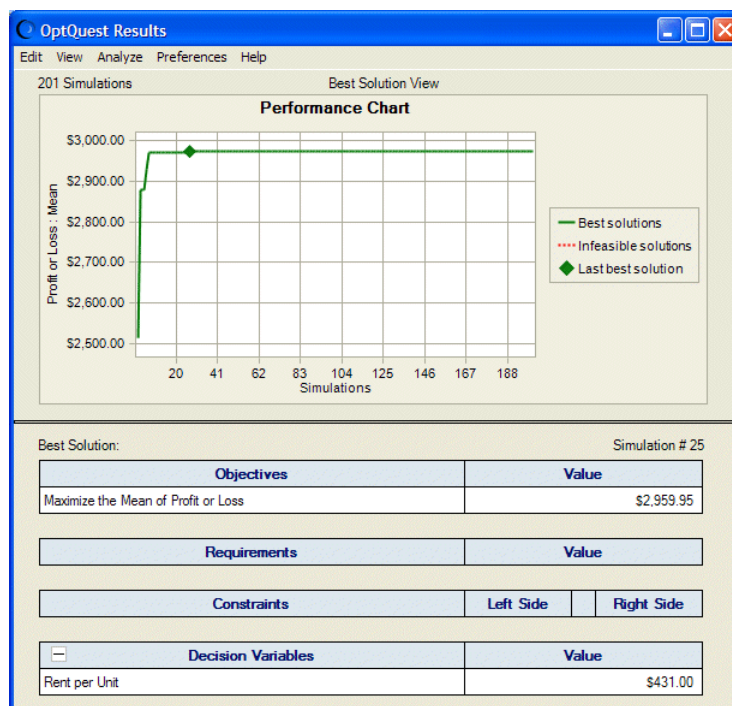 OptQuest Results
Edit View Analyze Preferences Help
201 Simulations Best Solution View
Performance Chart
$3,000.00
$2,900.00
$2,800.00
$2,700.00
$2,600.00
$2,500.00
Profit or Loss : Mean
20 41 62 83 104 125 146 167 188
Simulations
Best solutions
Infeasible solutions
Last best solution
Best Solution: Simulation # 25
Objectives Value
Maximize the Mean of Profit or Loss $2,959.95
Requirements Value
Constraints Left Side Right Side
Decision Variables Value
Rent per Unit $431.00